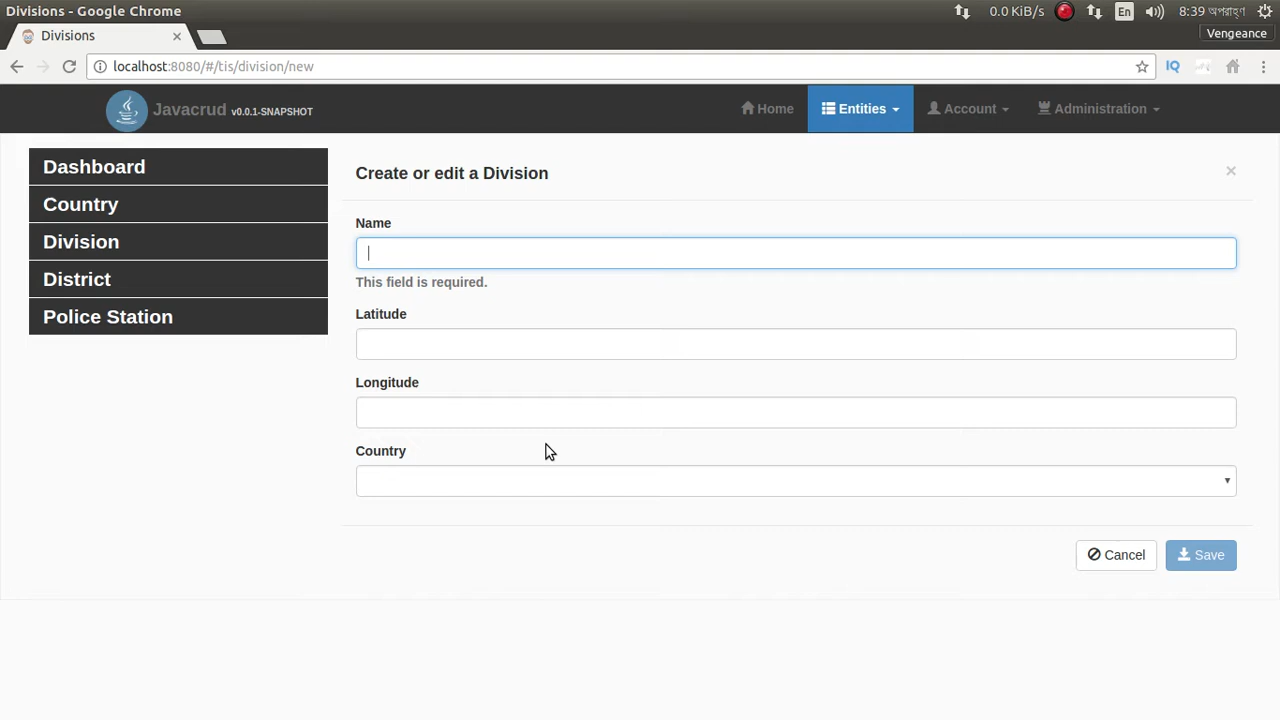 Divisions - Google Chrome
0.0 KiB/s
En
8:39 অপরাহ্ণ
Divisions
Vengeance
localhost:8080/#/tis/division/new
IQ
Javacrud v0.0.1-SNAPSHOT
Home
Entities
Account
Administration
Dashboard
Country
Division
District
Police Station
Create or edit a Division
Name
This field is required.
Latitude
Longitude
Country
Cancel
Save